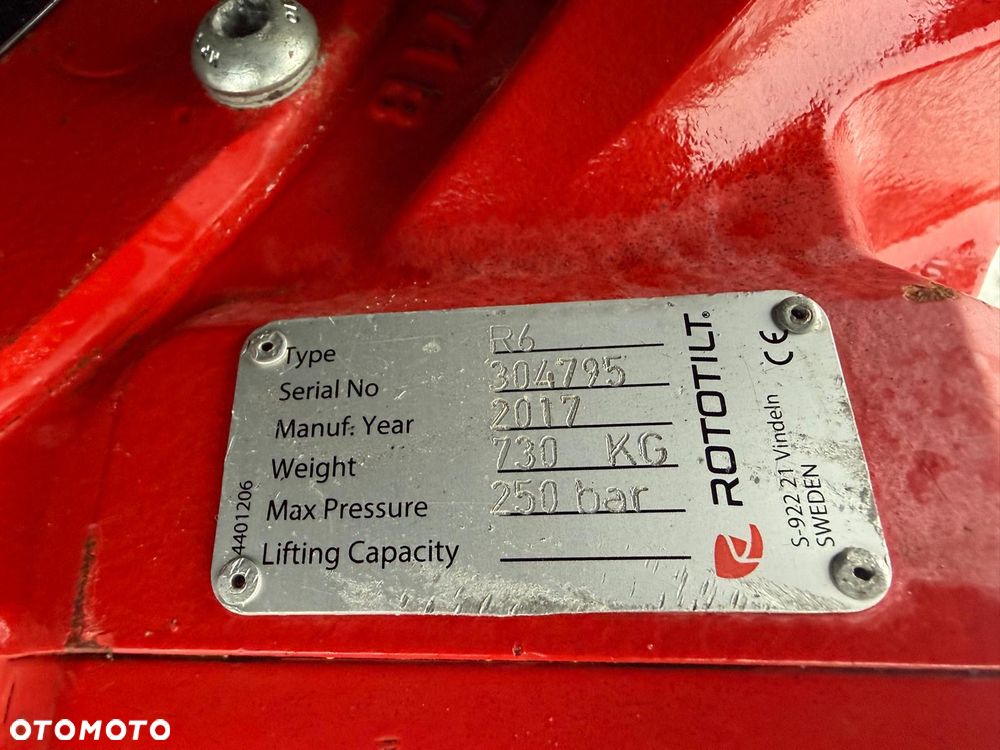 Type R6
Serial No 304795
Manuf. Year 2017
Weight 730 KG
Max Pressure 250 bar
Lifting Capacity
4401206
ROTOTILT®
CE
S-922 21 Vindeln
SWEDEN
OTOMOTO